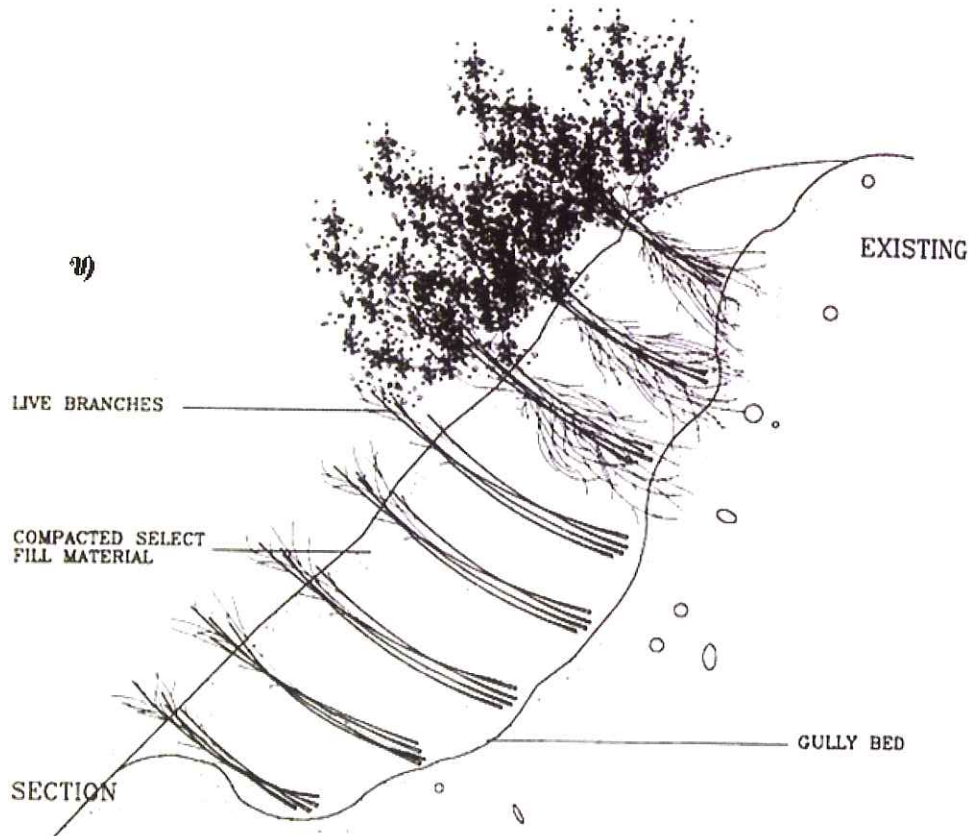 EXISTING
LIVE BRANCHES
COMPACTED SELECT
FILL MATERIAL
GULLY BED
SECTION